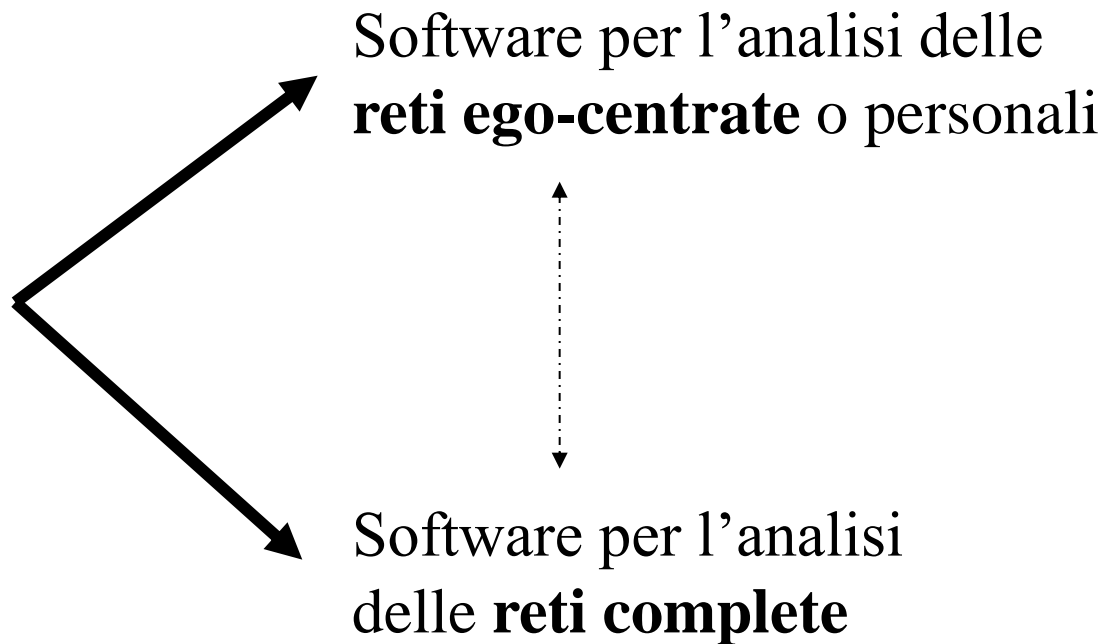 Software per l’analisi delle
reti ego-centrate o personali
Software per l’analisi
delle reti complete